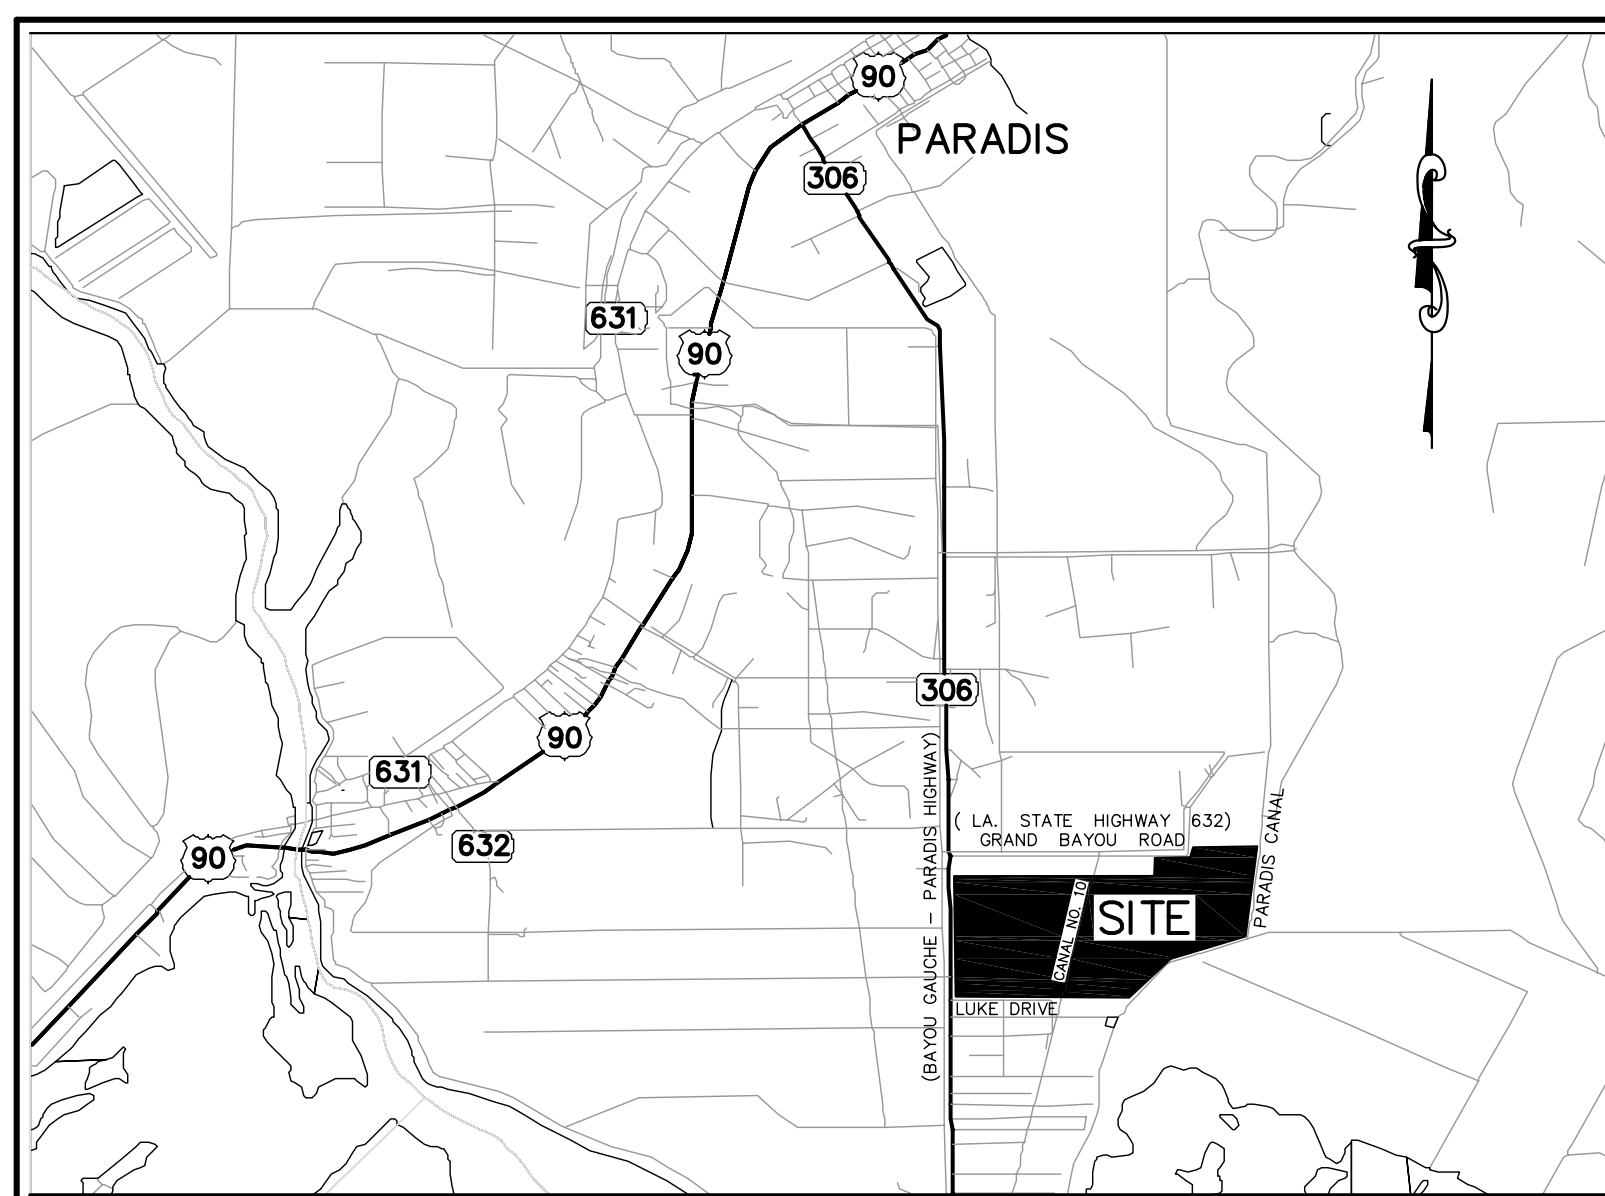 90
PARADIS
306
631
90
306
90
631
( LA. STATE HIGHWAY 632)
GRAND BAYOU ROAD
632
90
(BAYOU GAUCHE - PARADIS HIGHWAY)
PARADIS CANAL
SITE
CANAL NO. 10
LUKE DRIVE